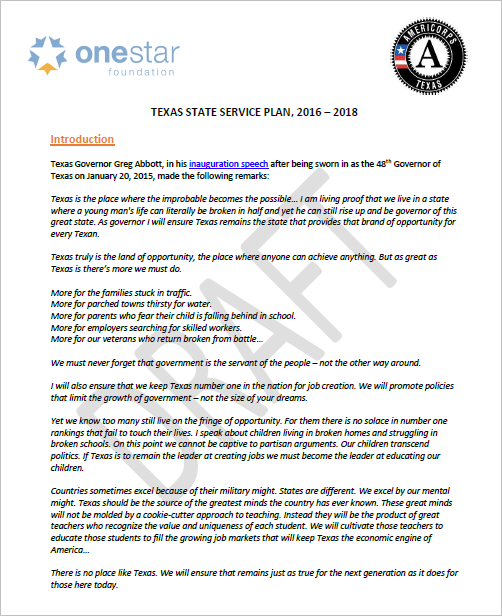 onestar
foundation
AMERICORPS
A
TEXAS
TEXAS STATE SERVICE PLAN, 2016 – 2018
Introduction
Texas Governor Greg Abbott, in his inauguration speech after being sworn in as the 48th Governor of
Texas on January 20, 2015, made the following remarks:
Texas is the place where the improbable becomes the possible... I am living proof that we live in a state
where a young man's life can literally be broken in half and yet he can still rise up and be governor of this
great state. As governor I will ensure Texas remains the state that provides that brand of opportunity for
every Texan.
Texas truly is the land of opportunity, the place where anyone can achieve anything. But as great as
Texas is there's more we must do.
More for the families stuck in traffic.
More for parched towns thirsty for water.
More for parents who fear their child is falling behind in school.
More for employers searching for skilled workers.
More for our veterans who return broken from battle...
We must never forget that government is the servant of the people – not the other way around.
I will also ensure that we keep Texas number one in the nation for job creation. We will promote policies
that limit the growth of government – not the size of your dreams.
Yet we know too many still live on the fringe of opportunity. For them there is no solace in number one
rankings that fail to touch their lives. I speak about children living in broken homes and struggling in
broken schools. On this point we cannot be captive to partisan arguments. Our children transcend
politics. If Texas is to remain the leader at creating jobs we must become the leader at educating our
children.
Countries sometimes excel because of their military might. States are different. We excel by our mental
might. Texas should be the source of the greatest minds the country has ever known. These great minds
will not be molded by a cookie-cutter approach to teaching. Instead they will be the product of great
teachers who recognize the value and uniqueness of each student. We will cultivate those teachers to
educate those students to fill the growing job markets that will keep Texas the economic engine of
America...
There is no place like Texas. We will ensure that remains just as true for the next generation as it does for
those here today.
DRAFT